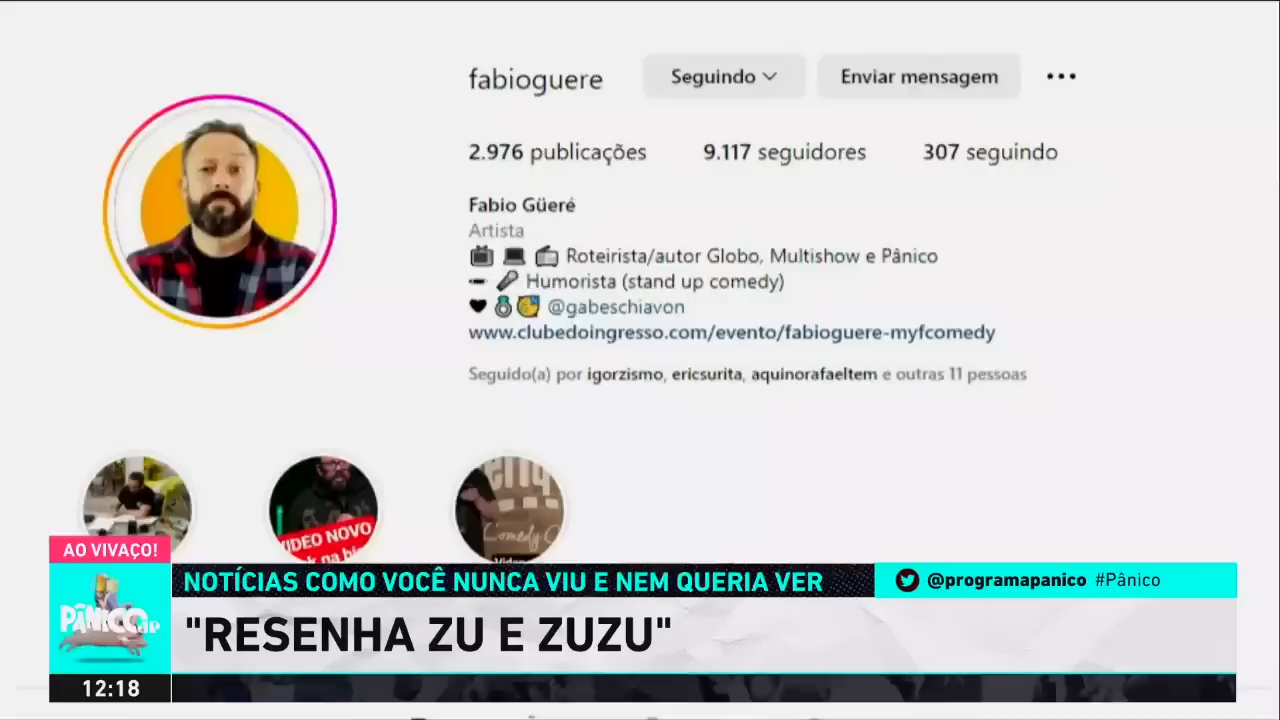 fabioguere
Seguindo
Enviar mensagem
2.976 publicações
9.117 seguidores
307 seguindo
Fabio Güeré
Artista
Roteirista/autor Globo, Multishow e Pânico
Humorista (stand up comedy)
@gabeschiavon
www.clubedoingresso.com/evento/fabioguere-myfcomedy
Seguido(a) por igorzismo, ericsurita, aquinorafaeltem e outras 11 pessoas
VIDEO NOVO
Comedy
AO VIVAÇO!
NOTÍCIAS COMO VOCÊ NUNCA VIU E NEM QUERIA VER
@programapanico #Pânico
PÂNICO
"RESENHA ZU E ZUZU"
12:18